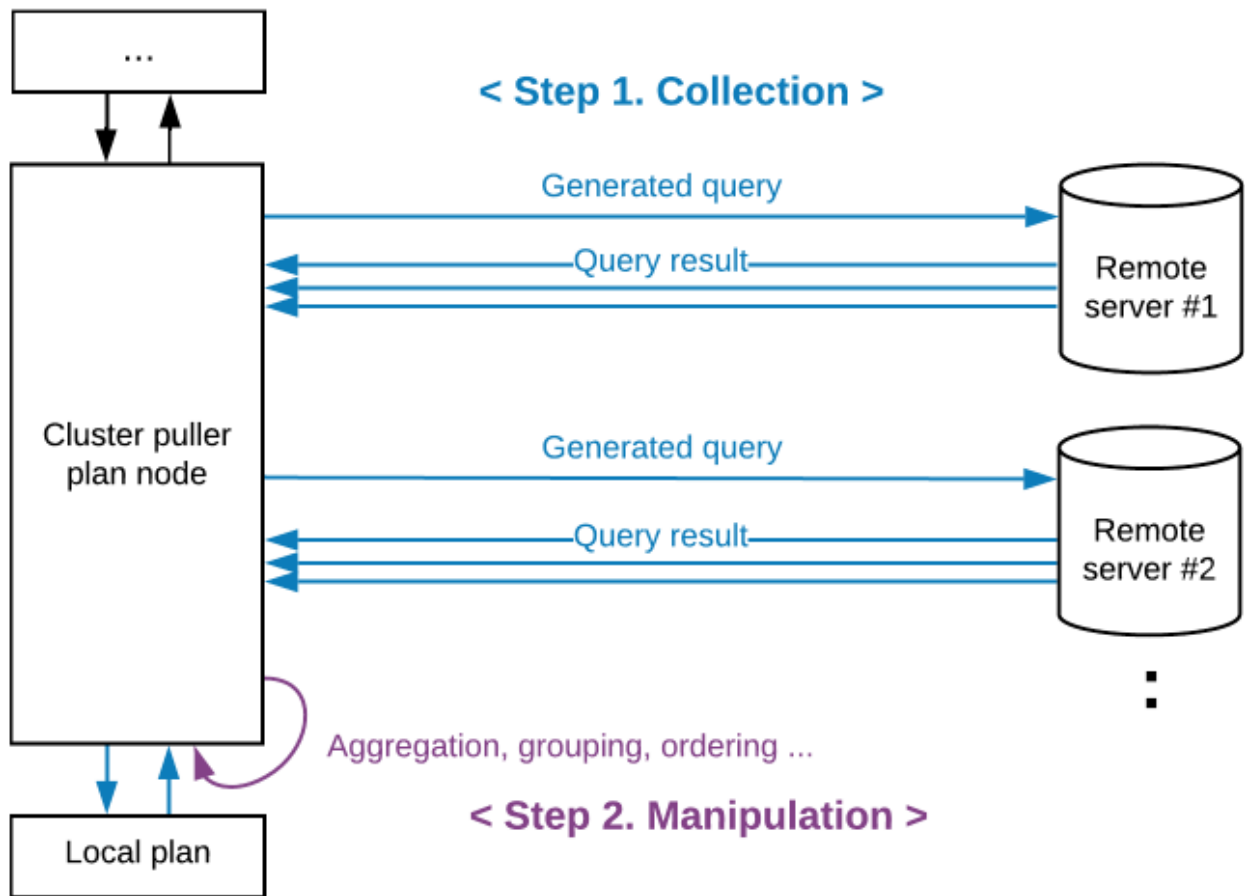 ...
< Step 1. Collection >
Generated query
Query result
Remote
server #1
Cluster puller
plan node
Generated query
Query result
Remote
server #2
:
Aggregation, grouping, ordering ...
< Step 2. Manipulation >
Local plan